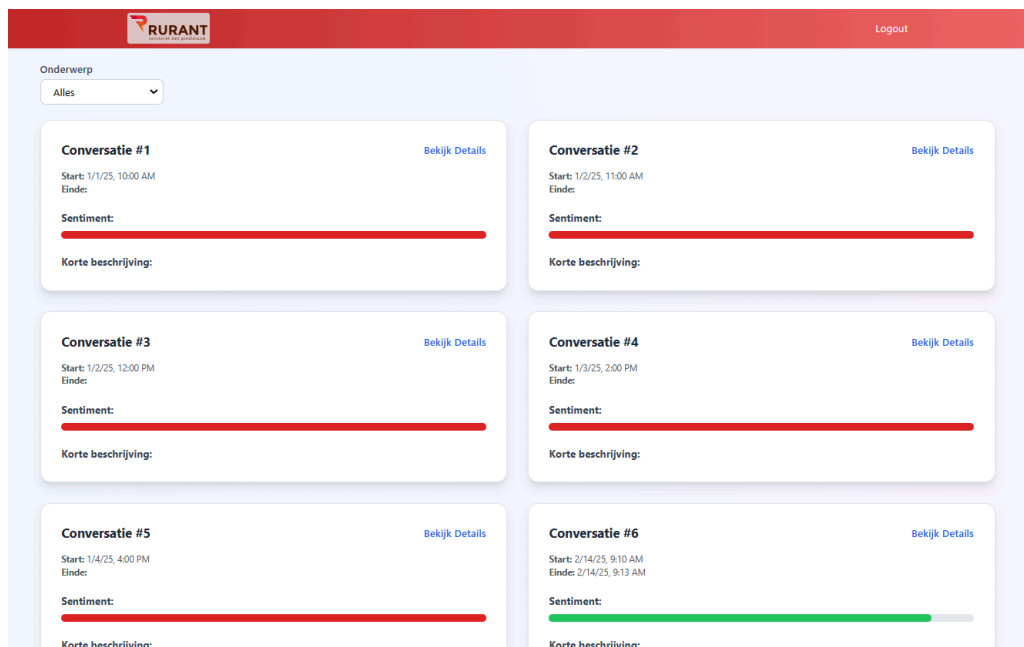 RURANT
versterkt het platteland
Logout
Onderwerp
Alles
Conversatie #1
Bekijk Details
Start: 1/1/25, 10:00 AM
Einde:
Sentiment:
Korte beschrijving:
Conversatie #2
Bekijk Details
Start: 1/2/25, 11:00 AM
Einde:
Sentiment:
Korte beschrijving:
Conversatie #3
Bekijk Details
Start: 1/2/25, 12:00 PM
Einde:
Sentiment:
Korte beschrijving:
Conversatie #4
Bekijk Details
Start: 1/3/25, 2:00 PM
Einde:
Sentiment:
Korte beschrijving:
Conversatie #5
Bekijk Details
Start: 1/4/25, 4:00 PM
Einde:
Sentiment:
Korte beschrijving:
Conversatie #6
Bekijk Details
Start: 2/14/25, 9:10 AM
Einde: 2/14/25, 9:13 AM
Sentiment:
Korte beschrijving: